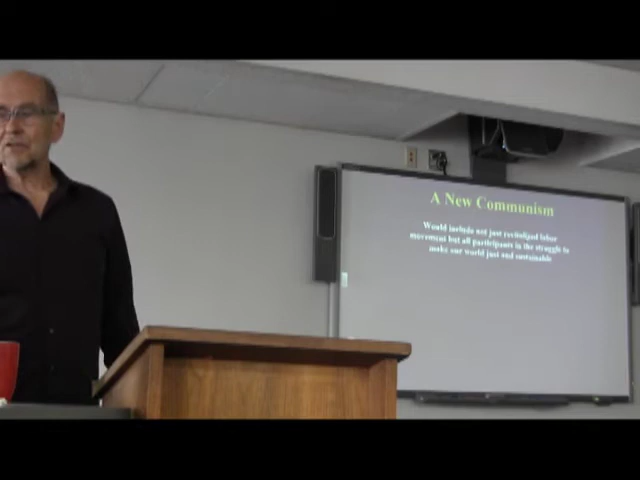 A New Communism
Would include not just revitalized labor
movement but all participants in the struggle to
make our world just and sustainable